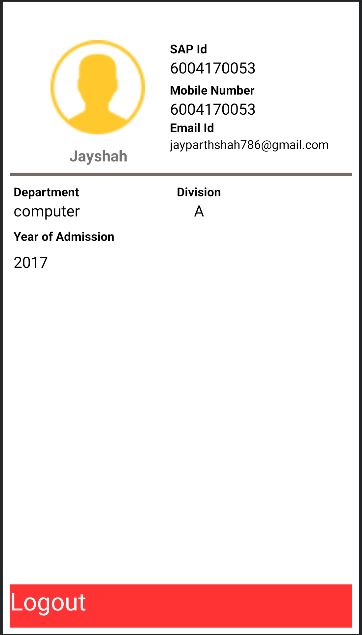 SAP Id
6004170053
Mobile Number
6004170053
Email Id
jayparthshah786@gmail.com
Jayshah
Department
Division
computer
A
Year of Admission
2017
Logout